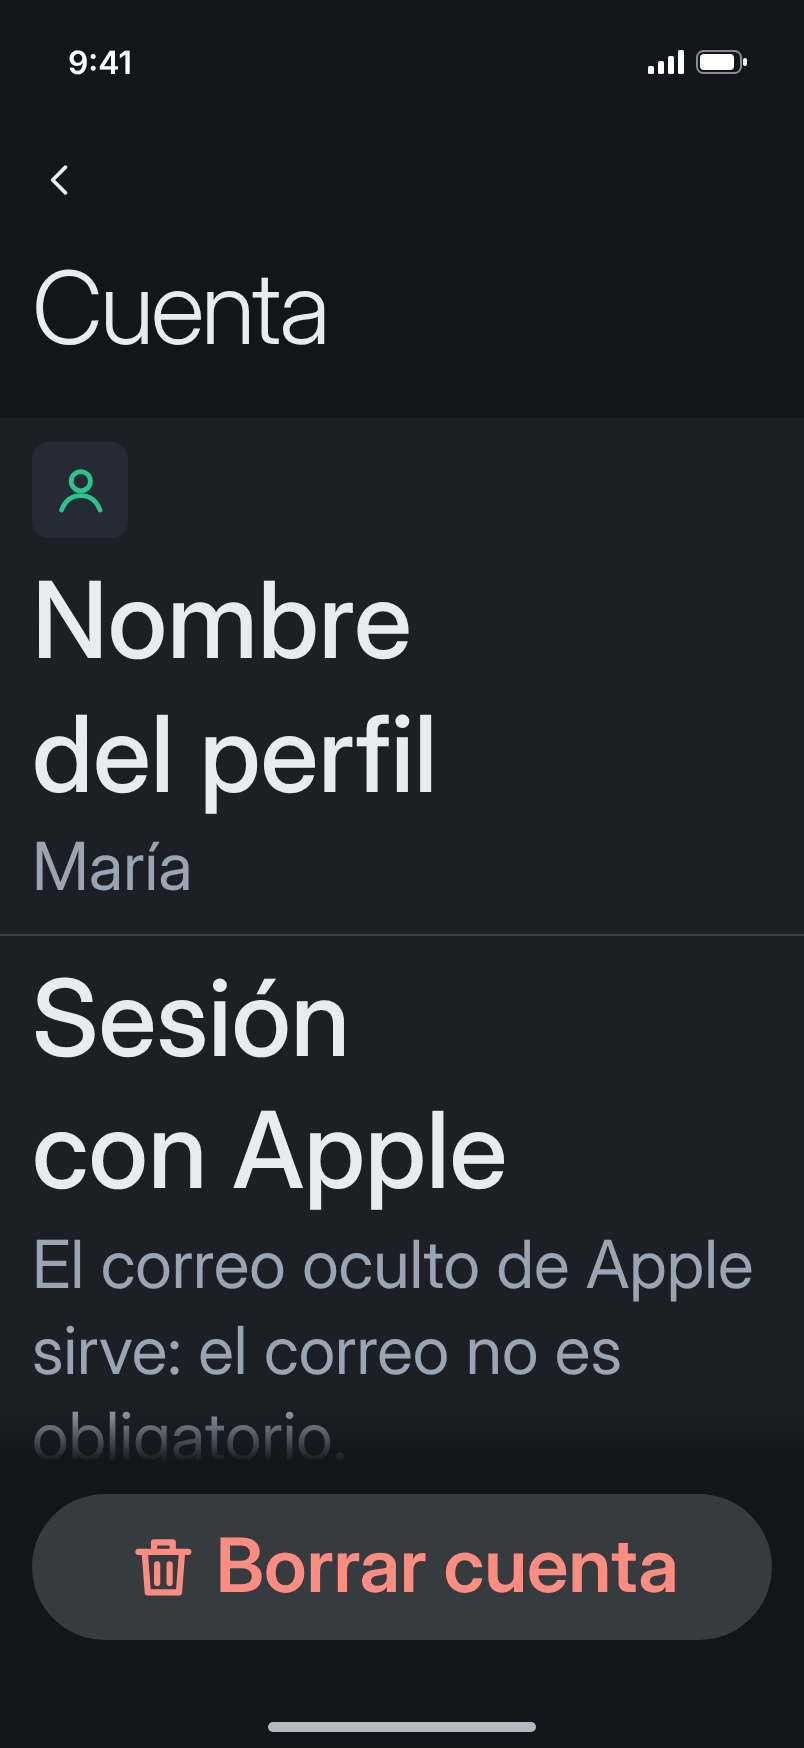 9:41
Cuenta
Nombre
del perfil
María
Sesión
con Apple
El correo oculto de Apple
sirve: el correo no es
obligatorio.
Borrar cuenta